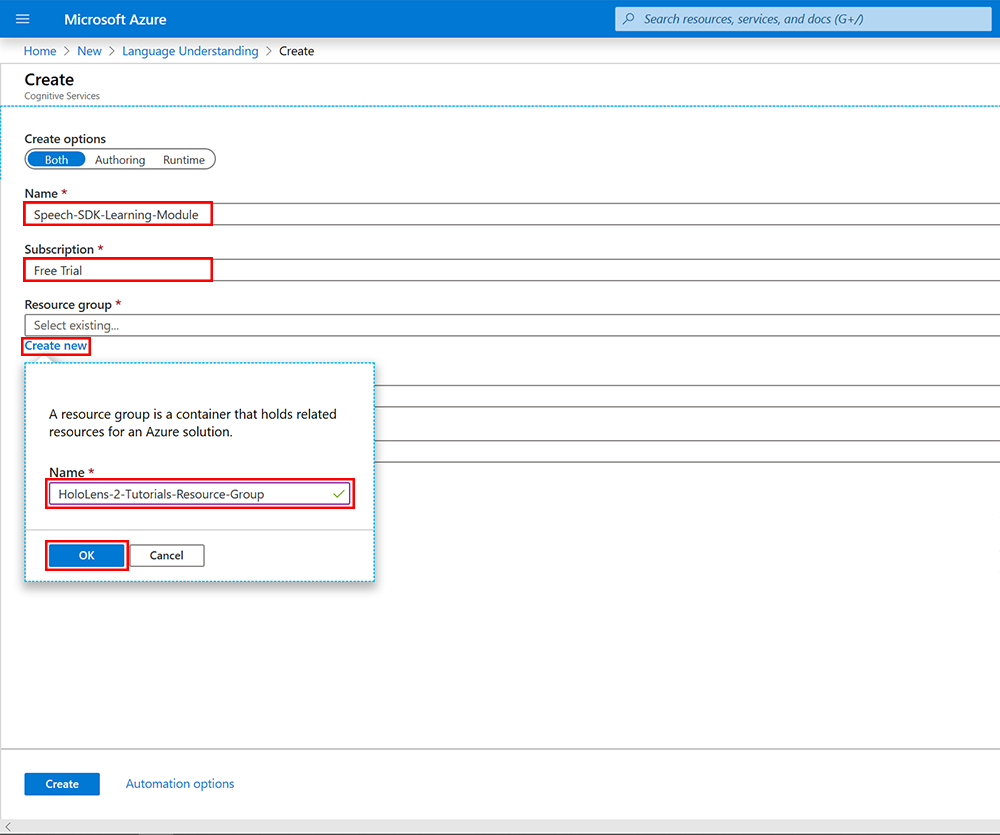 Microsoft Azure
Search resources, services, and docs (G+/)
Home > New > Language Understanding > Create
Create
Cognitive Services
Create options
Both Authoring Runtime
Name *
Speech-SDK-Learning-Module
Subscription *
Free Trial
Resource group *
Select existing...
Create new
A resource group is a container that holds related
resources for an Azure solution.
Name *
HoloLens-2-Tutorials-Resource-Group
OK Cancel
Create Automation options